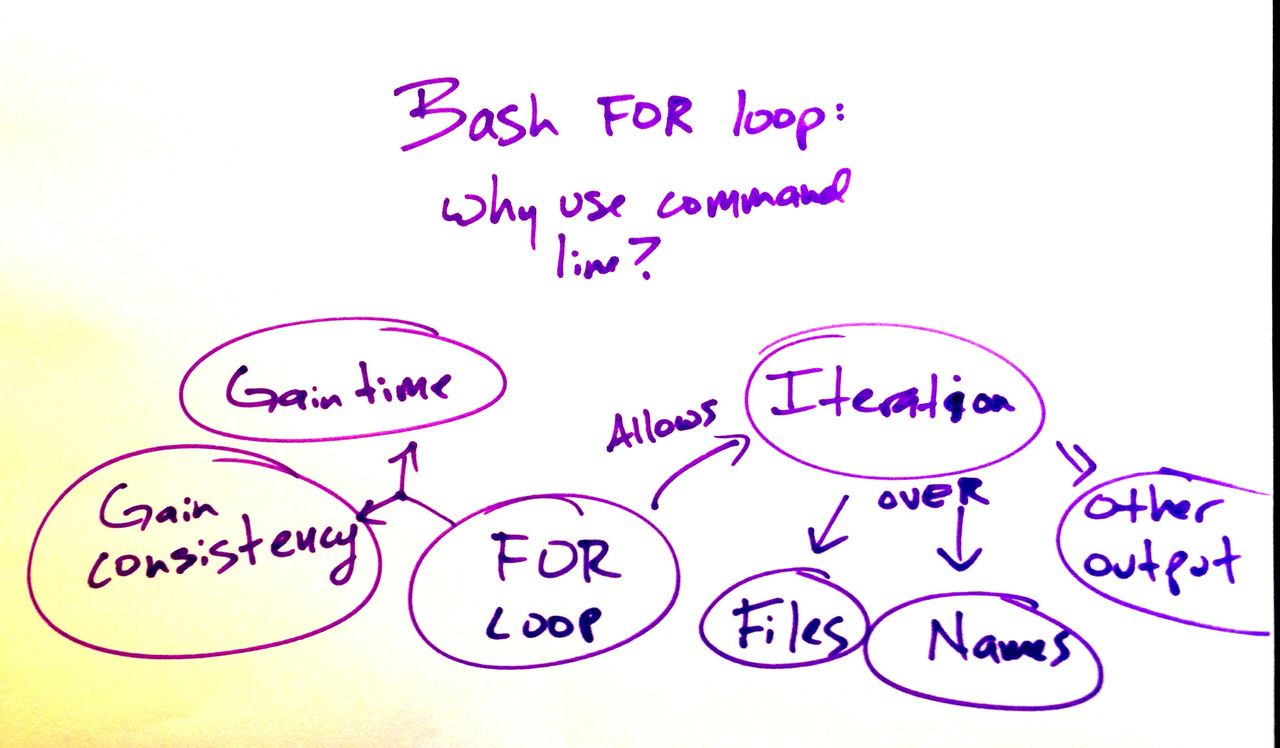 Bash FOR loop:
why use command
line?
Gain time
Gain
consistency
FOR
LOOP
Allows
Iteration
OVER
Files
Names
other
output